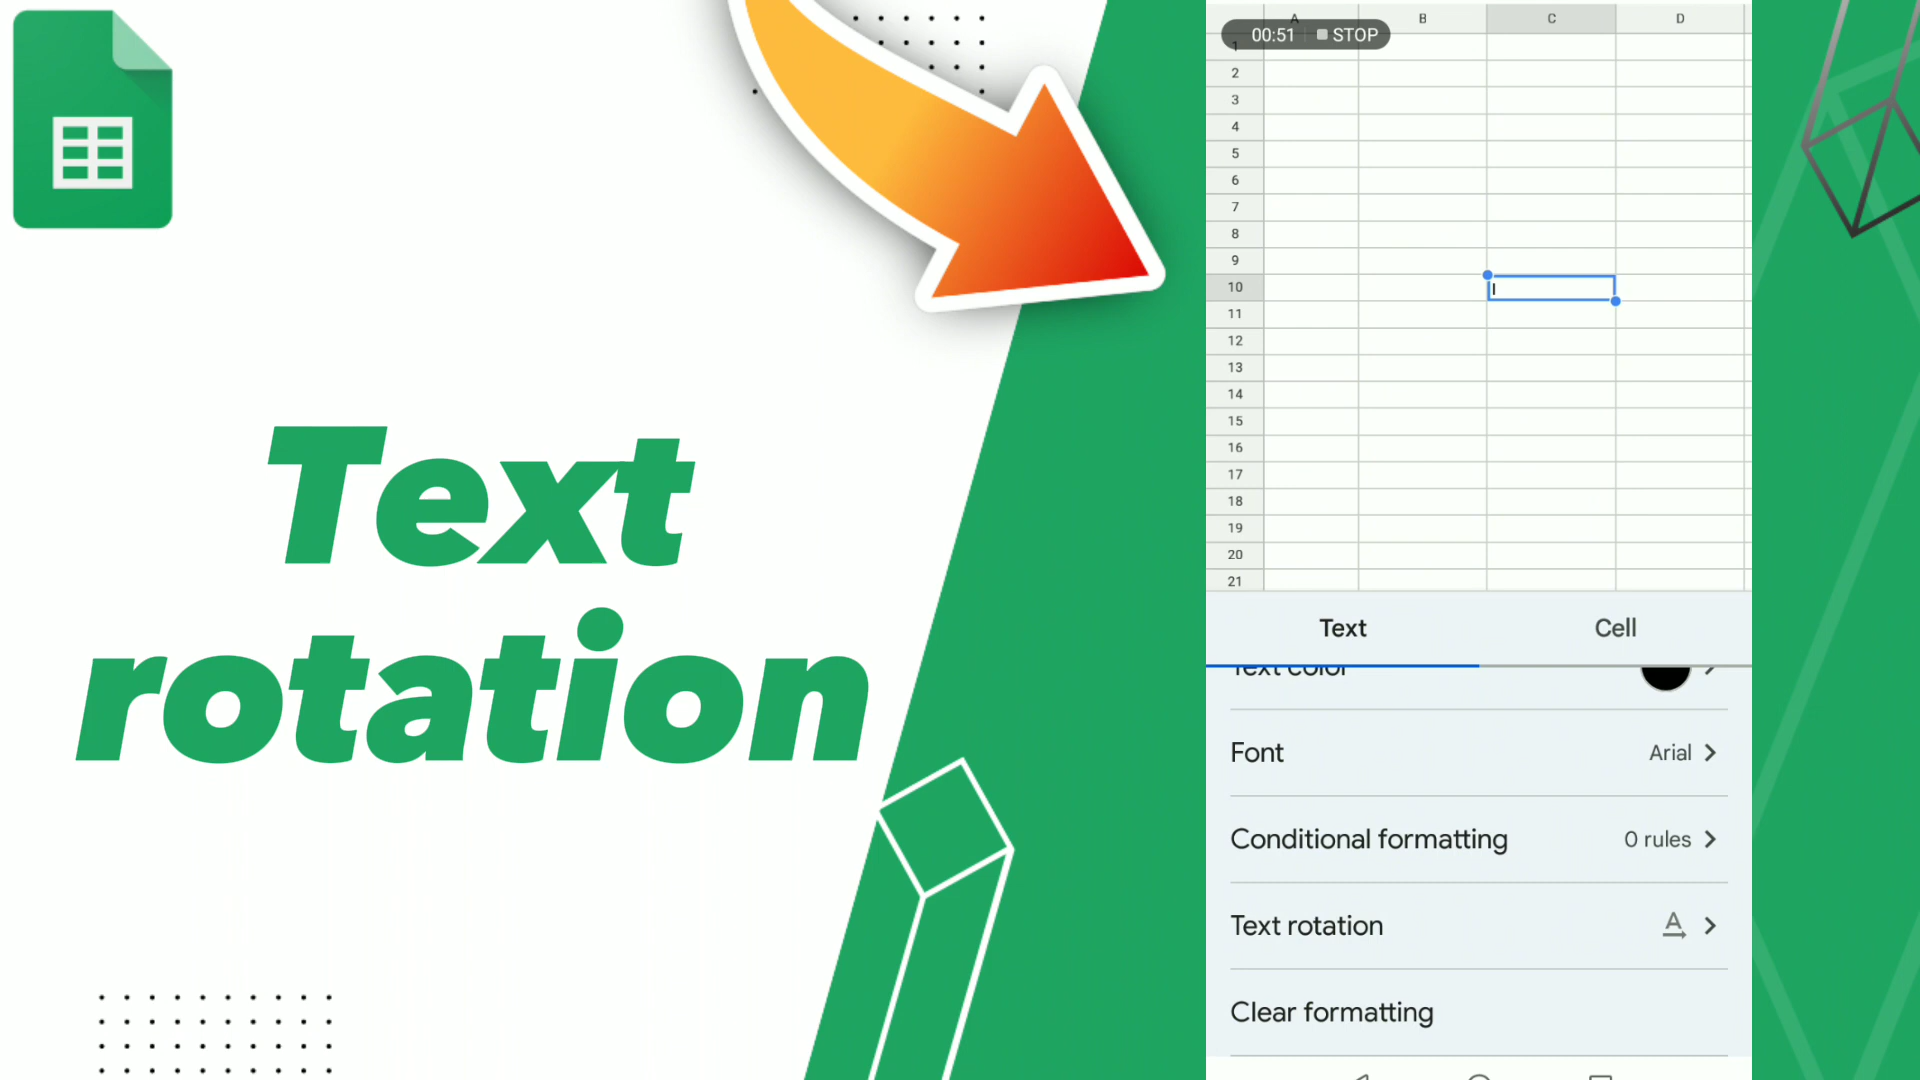 Text
rotation
A B C D
00:51 STOP
1
2
3
4
5
6
7
8
9
10
11
12
13
14
15
16
17
18
19
20
21
Text Cell
Text color
Font Arial
Conditional formatting 0 rules
Text rotation A
Clear formatting